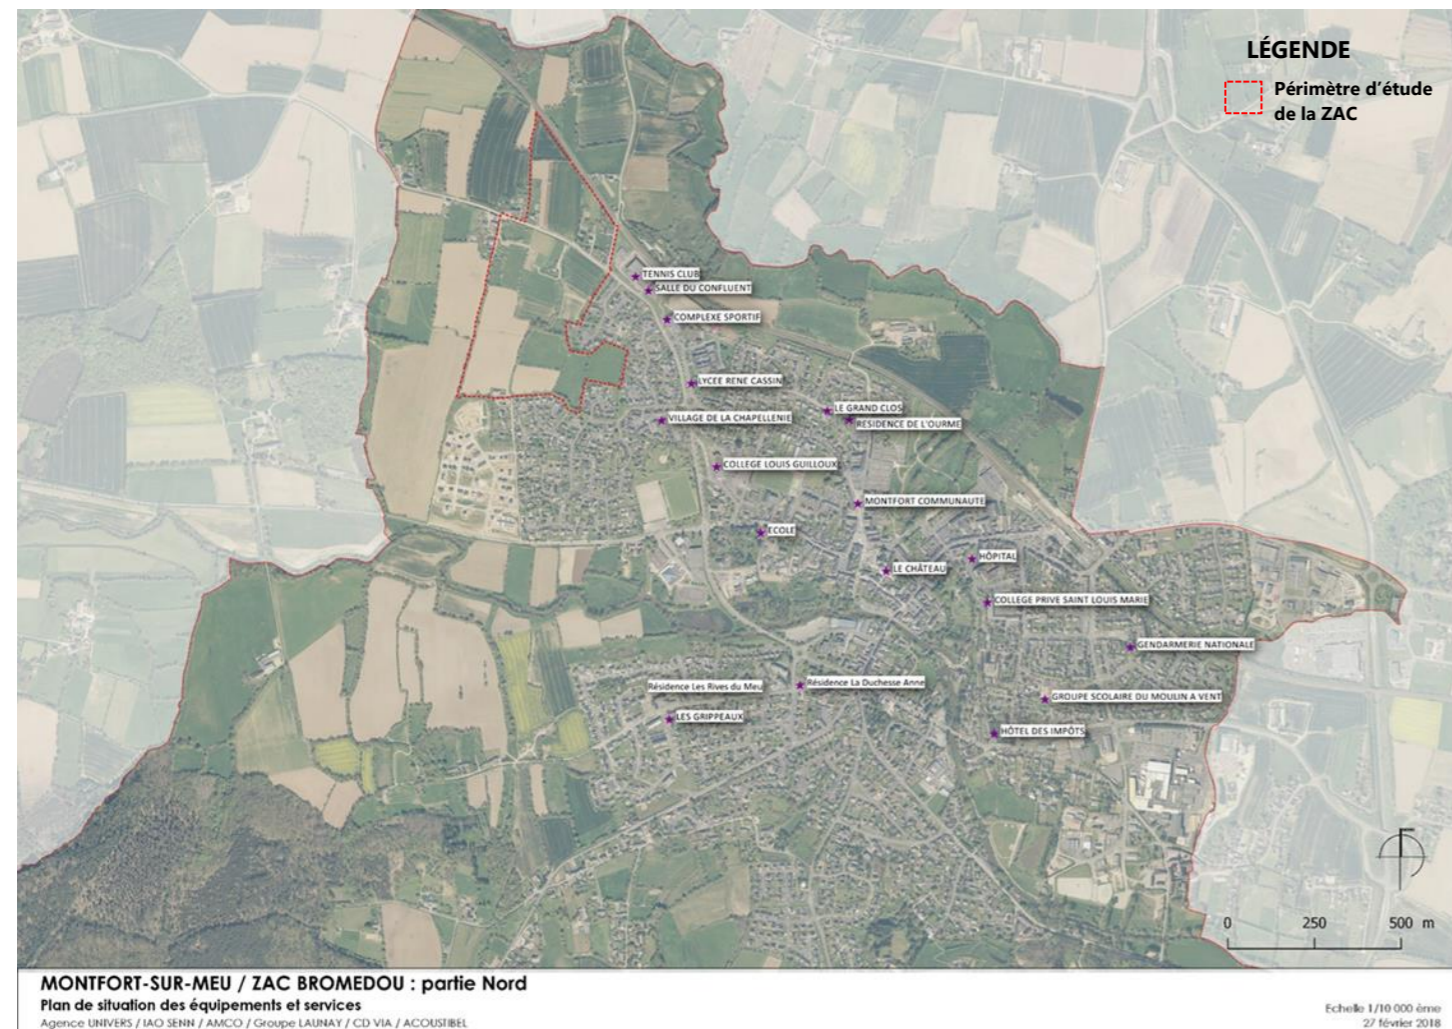 LÉGENDE
Périmètre d'étude
de la ZAC
TENNIS CLUB
SALLE DU CONFLUENT
COMPLEXE SPORTIF
LYCEE RENE CASSIN
LE GRAND CLOS
VILLAGE DE LA CHAPELLENIE
RESIDENCE DE L'OURME
COLLEGE LOUIS GUILLOUX
MONTFORT COMMUNAUTE
ECOLE
HÔPITAL
LE CHÂTEAU
COLLEGE PRIVE SAINT LOUIS MARIE
GENDARMERIE NATIONALE
Résidence Les Rives du Meu
Résidence La Duchesse Anne
GROUPE SCOLAIRE DU MOULIN A VENT
LES GRIPPEAUX
HÔTEL DES IMPÔTS
0 250 500 m
MONTFORT-SUR-MEU / ZAC BROMEDOU : partie Nord
Plan de situation des équipements et services
Agence UNIVERS / IAO SENN / AMCO / Groupe LAUNAY / CD VIA / ACOUSTIBEL
Echelle 1/10 000 ème
27 février 2018